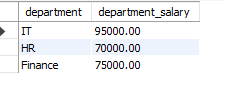 department department_salary
IT 95000.00
HR 70000.00
Finance 75000.00